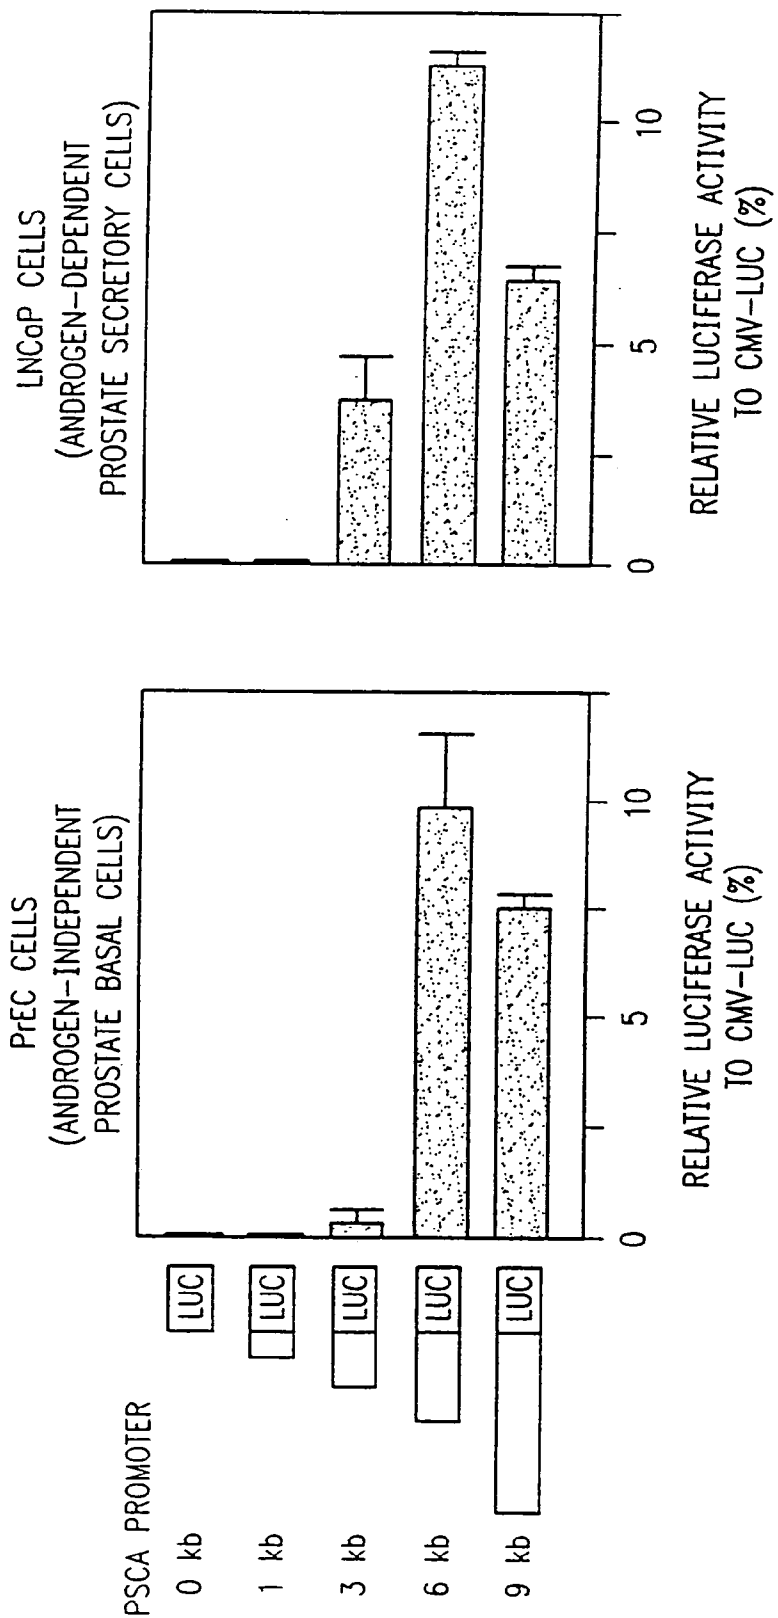 PSCA PROMOTER
0 kb
LUC
1 kb
LUC
3 kb
LUC
6 kb
LUC
9 kb
LUC
PrEC CELLS
(ANDROGEN-INDEPENDENT
PROSTATE BASAL CELLS)
0
5
10
RELATIVE LUCIFERASE ACTIVITY
TO CMV-LUC (%)
LNCaP CELLS
(ANDROGEN-DEPENDENT
PROSTATE SECRETORY CELLS)
0
5
10
RELATIVE LUCIFERASE ACTIVITY
TO CMV-LUC (%)